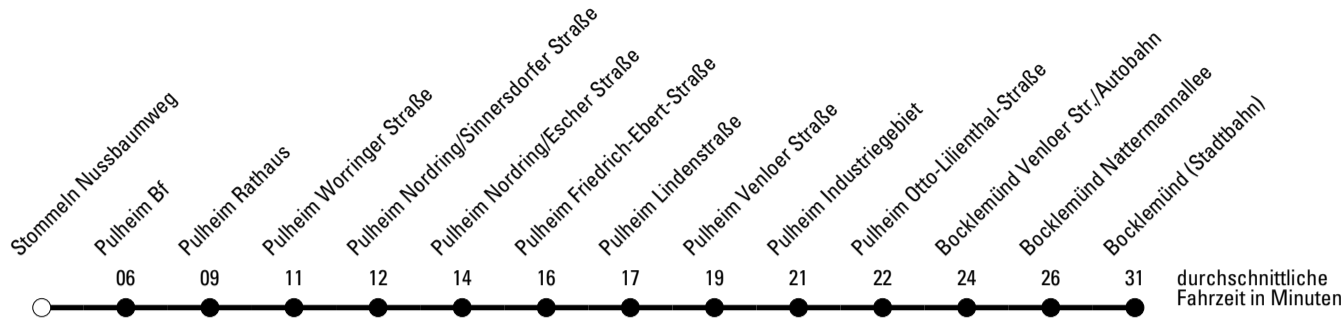 Stommeln Nussbaumweg
Pulheim Bf
Pulheim Rathaus
Pulheim Worringer Straße
Pulheim Nordring/Sinnersdorfer Straße
Pulheim Nordring/Escher Straße
Pulheim Friedrich-Ebert-Straße
Pulheim Lindenstraße
Pulheim Venloer Straße
Pulheim Industriegebiet
Pulheim Otto-Lilienthal-Straße
Bocklemünd Venloer Str./Autobahn
Bocklemünd Nattermannallee
Bocklemünd (Stadtbahn)
06 09 11 12 14 16 17 19 21 22 24 26 31
durchschnittliche
Fahrzeit in Minuten